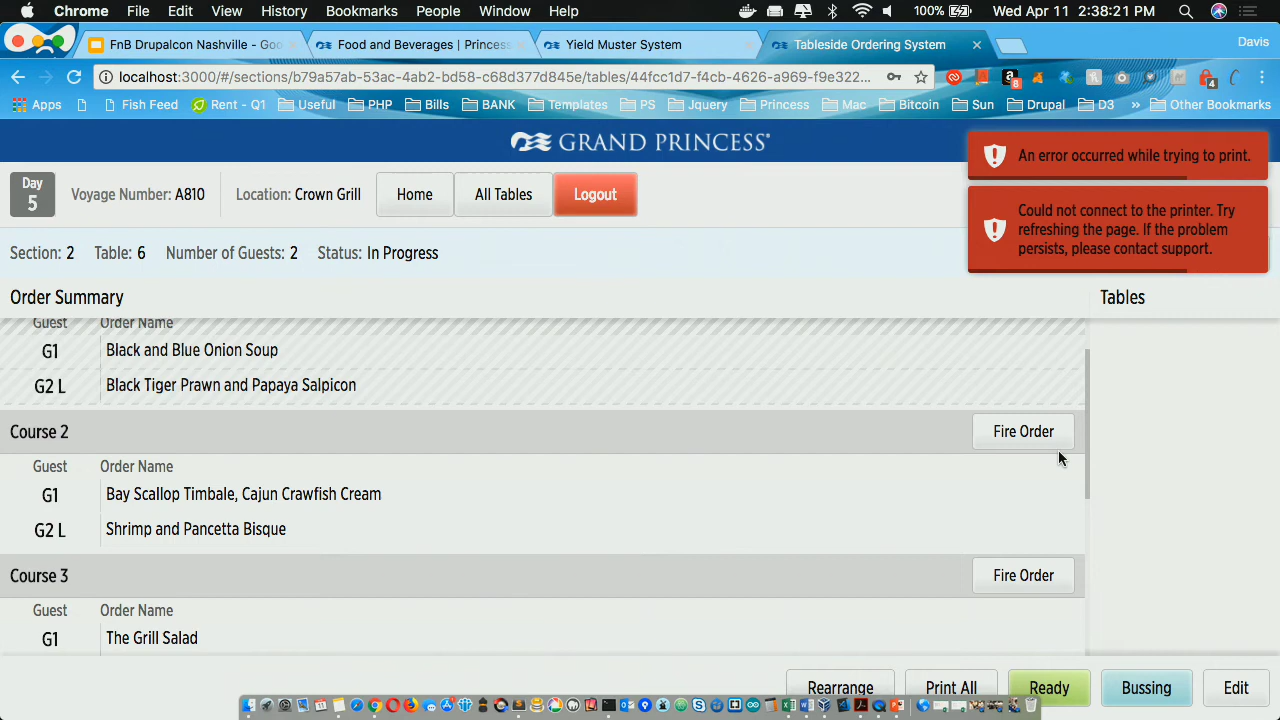 Chrome File Edit View History Bookmarks People Window Help 100% Wed Apr 11 2:38:21 PM
FnB Drupalcon Nashville - Goo
Food and Beverages | Princess
Yield Muster System
Tableside Ordering System
Davis
localhost:3000/#/sections/b79a57ab-53ac-4ab2-bd58-c68d377d845e/tables/44fcc1d7-f4cb-4626-a969-f9e322...
8
4
Apps Fish Feed Rent - Q1 Useful PHP Bills BANK Templates PS Jquery Princess Mac Bitcoin Sun Drupal D3 » Other Bookmarks
GRAND PRINCESS®
An error occurred while trying to print.
Could not connect to the printer. Try
refreshing the page. If the problem
persists, please contact support.
Day
5
Voyage Number: A810
Location: Crown Grill
Home
All Tables
Logout
Section: 2 Table: 6 Number of Guests: 2 Status: In Progress
Order Summary
Tables
Guest Order Name
G1 Black and Blue Onion Soup
G2 L Black Tiger Prawn and Papaya Salpicon
Course 2 Fire Order
Guest Order Name
G1 Bay Scallop Timbale, Cajun Crawfish Cream
G2 L Shrimp and Pancetta Bisque
Course 3 Fire Order
Guest Order Name
G1 The Grill Salad
Rearrange Print All Ready Bussing Edit